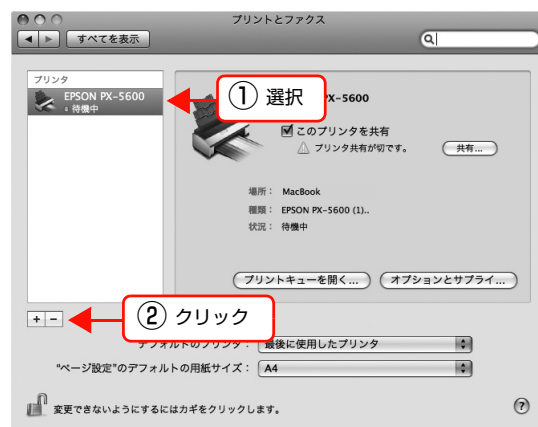 プリントとファクス
すべてを表示
プリンタ
EPSON PX-5600
待機中
① 選択
X-5600
このプリンタを共有
プリンタ共有が切です。
共有...
場所： MacBook
種類： EPSON PX-5600 (1)..
状況： 待機中
プリントキューを開く...
オプションとサプライ...
+ −
② クリック
デフォルトのプリンタ： 最後に使用したプリンタ
“ページ設定”のデフォルトの用紙サイズ： A4
変更できないようにするにはカギをクリックします。
?